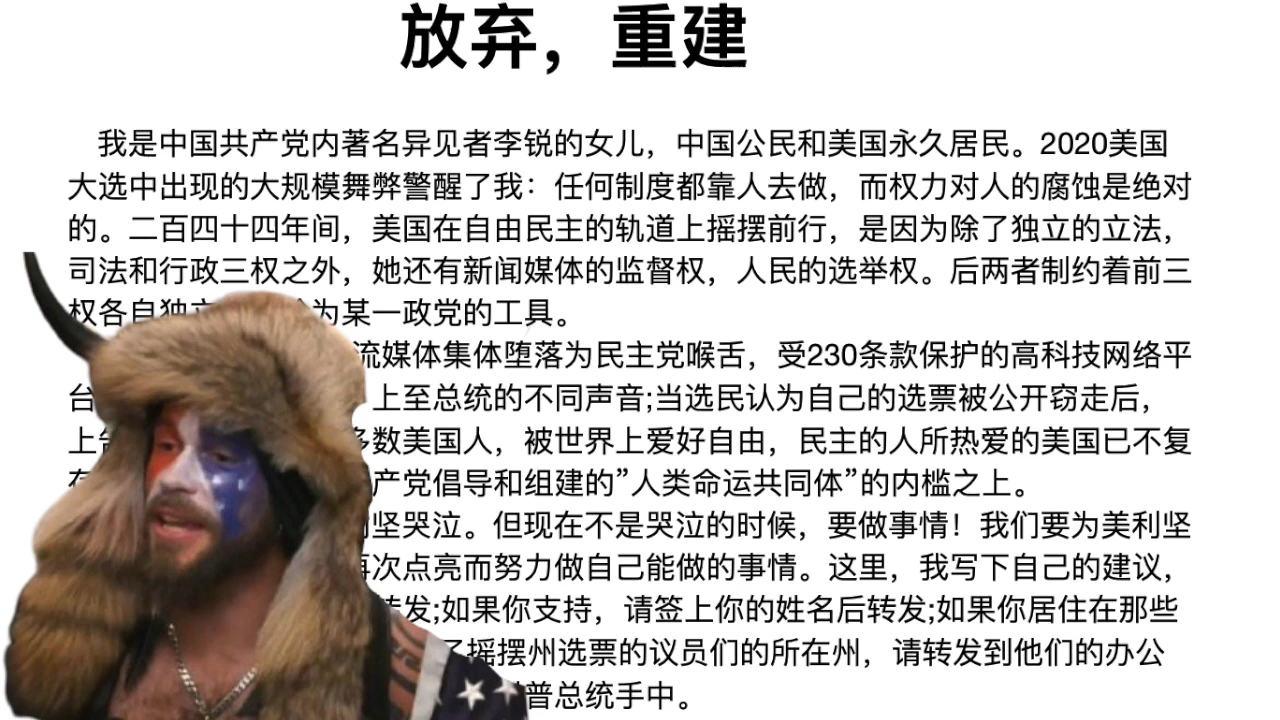 放弃，重建
我是中国共产党内著名异见者李锐的女儿，中国公民和美国永久居民。2020美国
大选中出现的大规模舞弊警醒了我：任何制度都靠人去做，而权力对人的腐蚀是绝对
的。二百四十四年间，美国在自由民主的轨道上摇摆前行，是因为除了独立的立法，
司法和行政三权之外，她还有新闻媒体的监督权，人民的选举权。后两者制约着前三
权各自独立 为某一政党的工具。
流媒体集体堕落为民主党喉舌，受230条款保护的高科技网络平
台 上至总统的不同声音;当选民认为自己的选票被公开窃走后，
上 多数美国人，被世界上爱好自由，民主的人所热爱的美国已不复
产党倡导和组建的”人类命运共同体”的内槛之上。
坚哭泣。但现在不是哭泣的时候，要做事情！我们要为美利坚
再次点亮而努力做自己能做的事情。这里，我写下自己的建议，
转发;如果你支持，请签上你的姓名后转发;如果你居住在那些
了摇摆州选票的议员们的所在州，请转发到他们的办公
普总统手中。